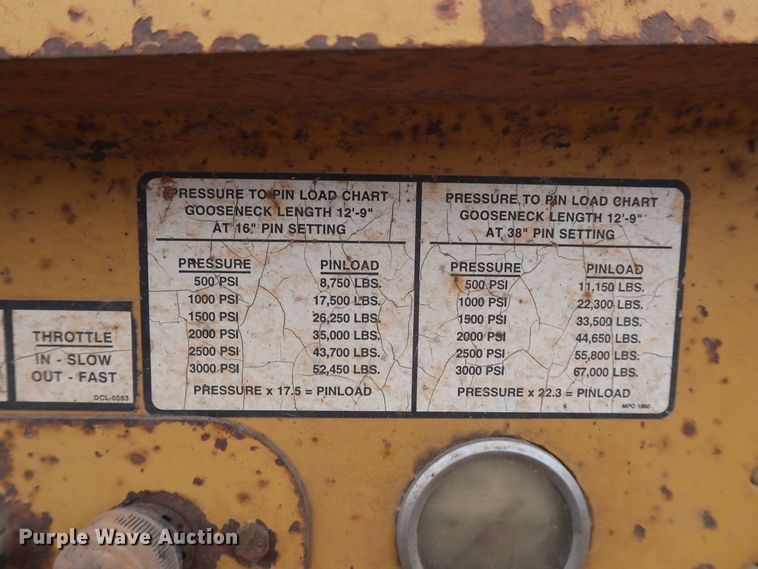 PRESSURE TO PIN LOAD CHART
GOOSENECK LENGTH 12'-9"
AT 16" PIN SETTING
PRESSURE PINLOAD
500 PSI 8,750 LBS.
1000 PSI 17,500 LBS.
1500 PSI 26,250 LBS.
2000 PSI 35,000 LBS.
2500 PSI 43,700 LBS.
3000 PSI 52,450 LBS.
PRESSURE x 17.5 = PINLOAD
PRESSURE TO PIN LOAD CHART
GOOSENECK LENGTH 12'-9"
AT 38" PIN SETTING
PRESSURE PINLOAD
500 PSI 11,150 LBS.
1000 PSI 22,300 LBS.
1500 PSI 33,500 LBS.
2000 PSI 44,650 LBS.
2500 PSI 55,800 LBS.
3000 PSI 67,000 LBS.
PRESSURE x 22.3 = PINLOAD
THROTTLE
IN - SLOW
OUT - FAST
DCL-0053
Purple Wave Auction